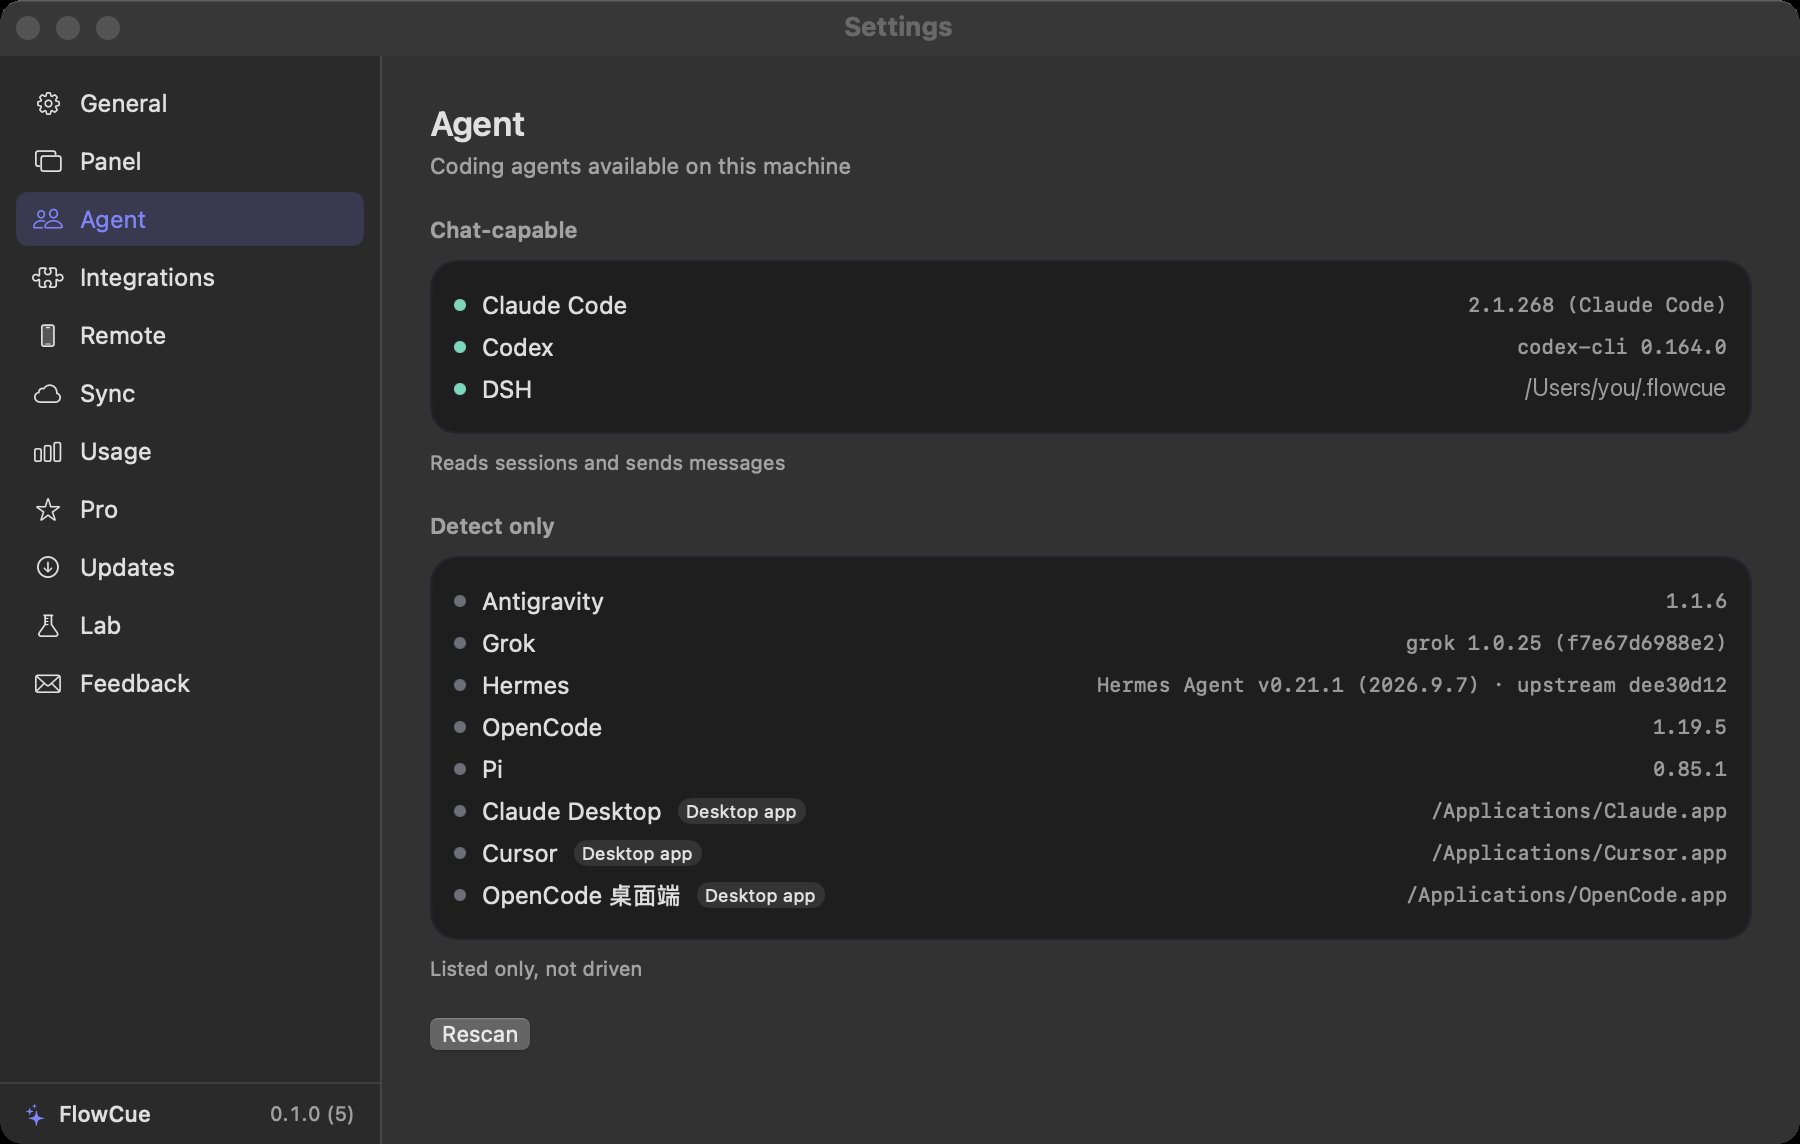 Settings
General
Panel
Agent
Integrations
Remote
Sync
Usage
Pro
Updates
Lab
Feedback
FlowCue 0.1.0 (5)
Agent
Coding agents available on this machine
Chat-capable
Claude Code 2.1.268 (Claude Code)
Codex codex-cli 0.164.0
DSH /Users/you/.flowcue
Reads sessions and sends messages
Detect only
Antigravity 1.1.6
Grok grok 1.0.25 (f7e67d6988e2)
Hermes Hermes Agent v0.21.1 (2026.9.7) · upstream dee30d12
OpenCode 1.19.5
Pi 0.85.1
Claude Desktop Desktop app /Applications/Claude.app
Cursor Desktop app /Applications/Cursor.app
OpenCode 桌面端 Desktop app /Applications/OpenCode.app
Listed only, not driven
Rescan